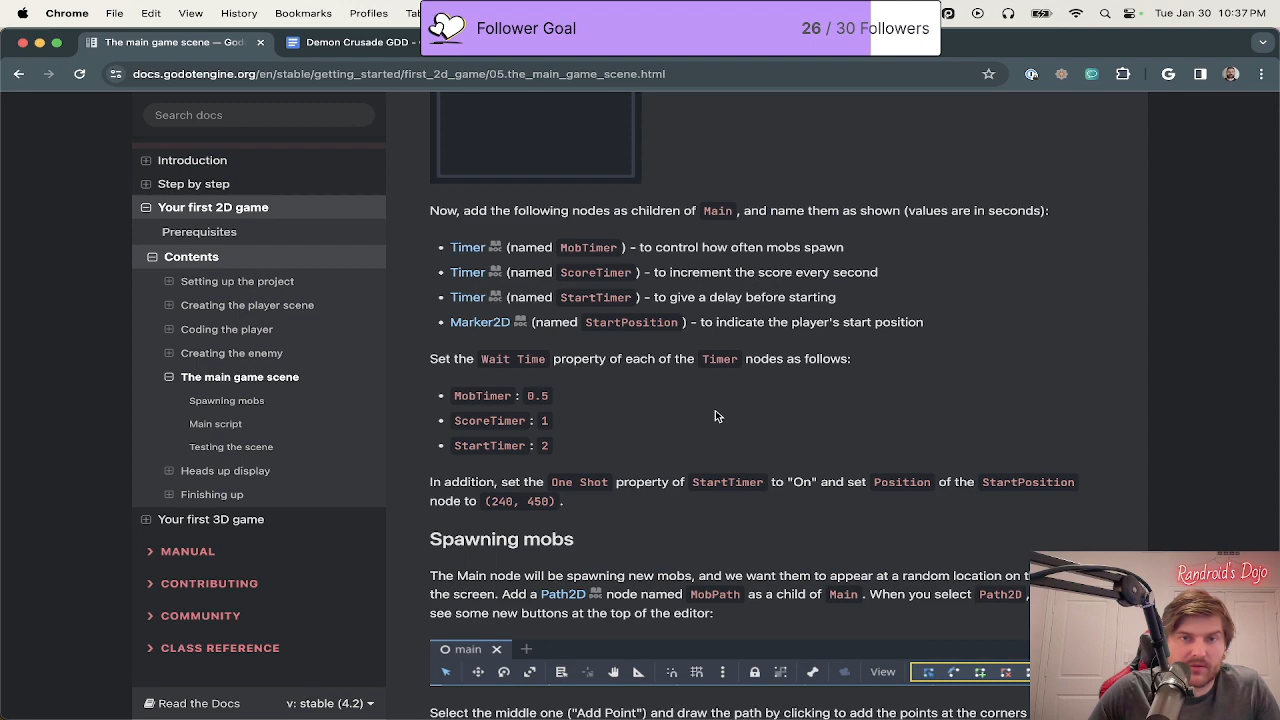 Follower Goal
26 / 30 Followers
10:37:40 PM
The main game scene — God
Demon Crusade GDD -
docs.godotengine.org/en/stable/getting_started/first_2d_game/05.the_main_game_scene.html
Search docs
Introduction
Step by step
Your first 2D game
Prerequisites
Contents
Setting up the project
Creating the player scene
Coding the player
Creating the enemy
The main game scene
Spawning mobs
Main script
Testing the scene
Heads up display
Finishing up
Your first 3D game
MANUAL
CONTRIBUTING
COMMUNITY
CLASS REFERENCE
Read the Docs
v: stable (4.2)
Now, add the following nodes as children of Main, and name them as shown (values are in seconds):
• Timer (named MobTimer) - to control how often mobs spawn
• Timer (named ScoreTimer) - to increment the score every second
• Timer (named StartTimer) - to give a delay before starting
• Marker2D (named StartPosition) - to indicate the player's start position
Set the Wait Time property of each of the Timer nodes as follows:
• MobTimer: 0.5
• ScoreTimer: 1
• StartTimer: 2
In addition, set the One Shot property of StartTimer to "On" and set Position of the StartPosition
node to (240, 450).
Spawning mobs
The Main node will be spawning new mobs, and we want them to appear at a random location on
the screen. Add a Path2D node named MobPath as a child of Main. When you select Path2D,
see some new buttons at the top of the editor:
main
View
Select the middle one ("Add Point") and draw the path by clicking to add the points at the corners
Randroid's Dojo